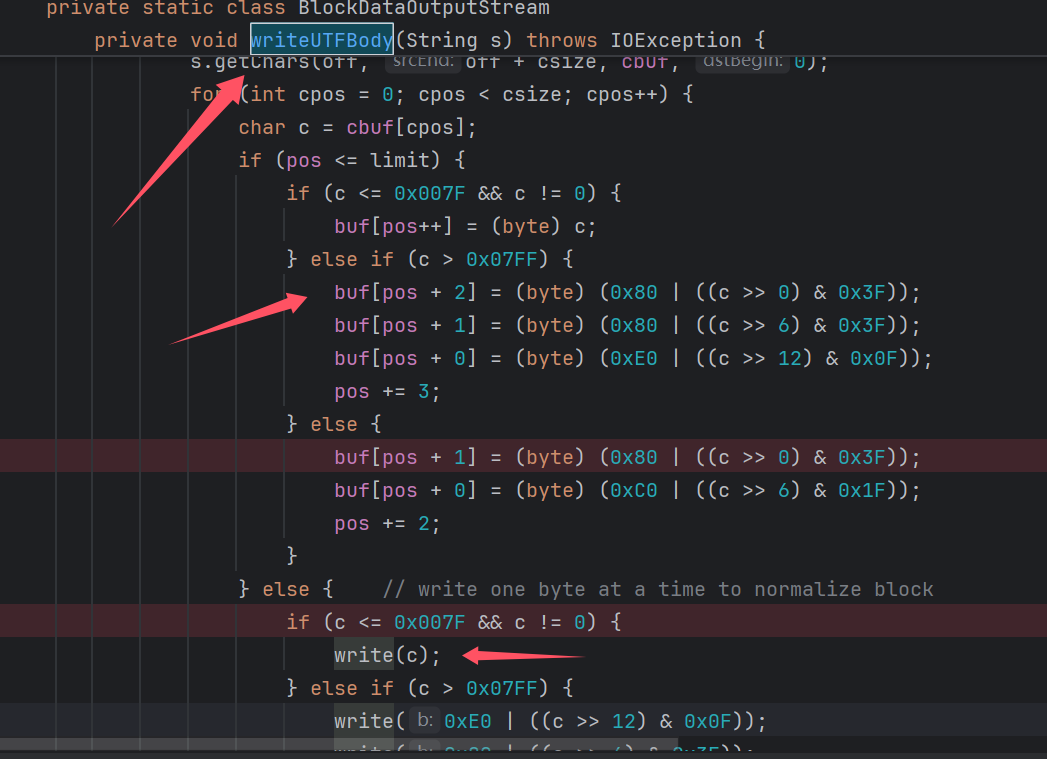 private static class BlockDataOutputStream
private void writeUTFBody(String s) throws IOException {
s.getChars(off, srcEnd: off + csize, cbuf, dstBegin: 0);
for (int cpos = 0; cpos < csize; cpos++) {
char c = cbuf[cpos];
if (pos <= limit) {
if (c <= 0x007F && c != 0) {
buf[pos++] = (byte) c;
} else if (c > 0x07FF) {
buf[pos + 2] = (byte) (0x80 | ((c >> 0) & 0x3F));
buf[pos + 1] = (byte) (0x80 | ((c >> 6) & 0x3F));
buf[pos + 0] = (byte) (0xE0 | ((c >> 12) & 0x0F));
pos += 3;
} else {
buf[pos + 1] = (byte) (0x80 | ((c >> 0) & 0x3F));
buf[pos + 0] = (byte) (0xC0 | ((c >> 6) & 0x1F));
pos += 2;
}
} else {    // write one byte at a time to normalize block
if (c <= 0x007F && c != 0) {
write(c);
} else if (c > 0x07FF) {
write( b: 0xE0 | ((c >> 12) & 0x0F));